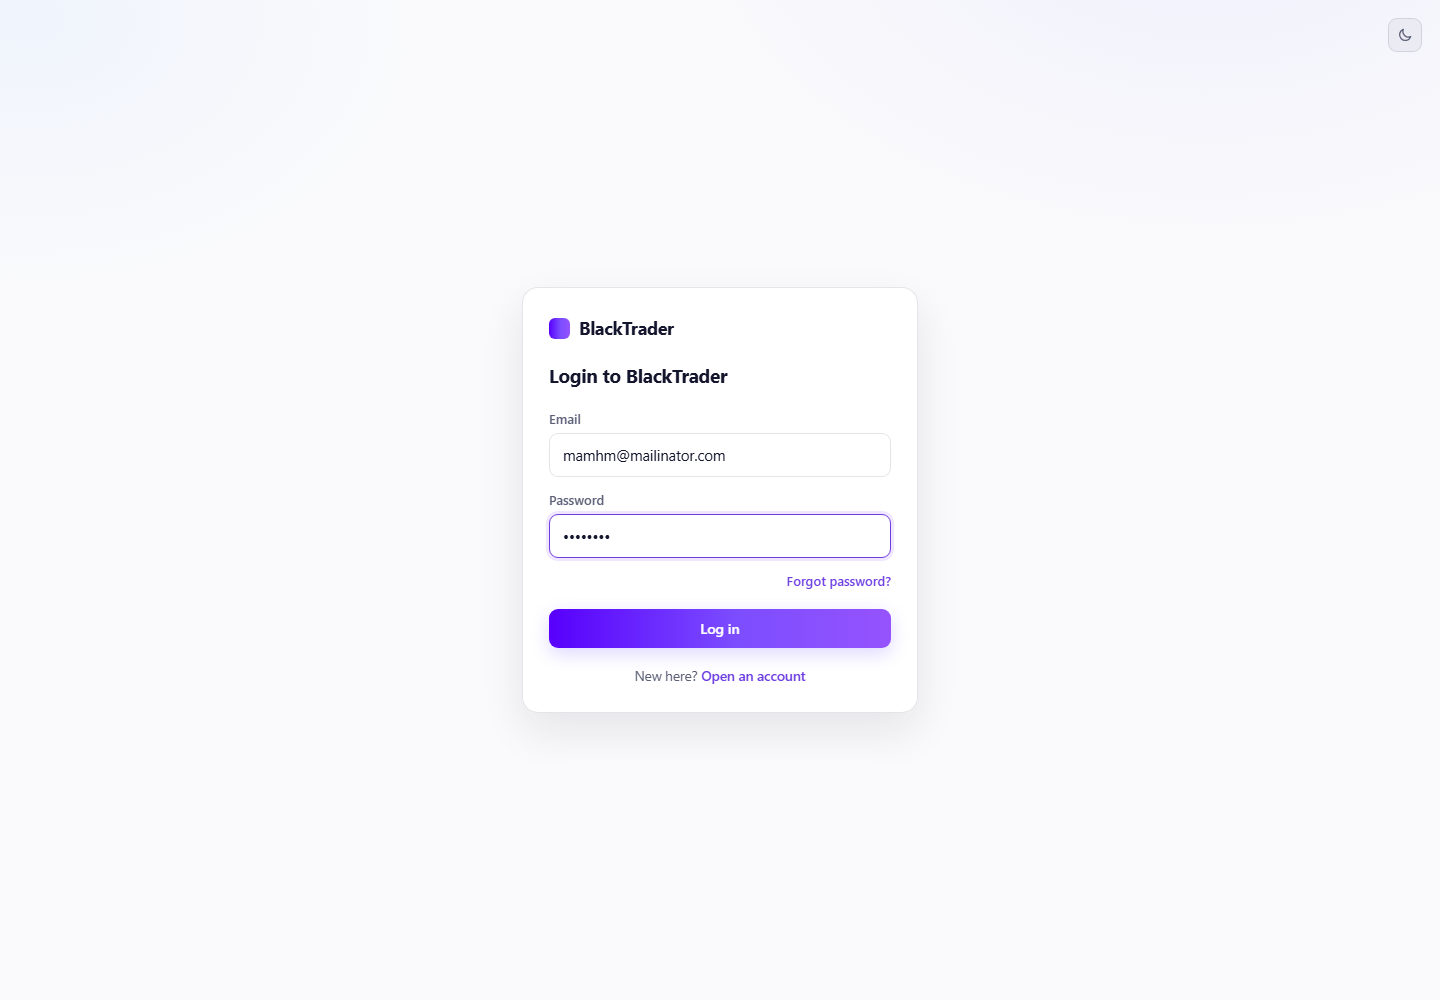 BlackTrader
Login to BlackTrader
Email
mamhm@mailinator.com
Password
••••••••
Forgot password?
Log in
New here? Open an account